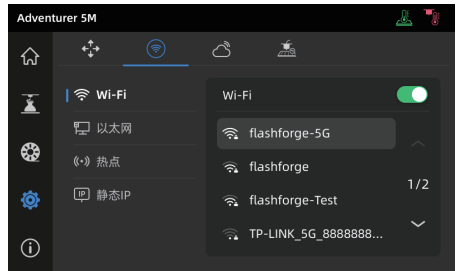 Adventurer 5M
Wi-Fi
以太网
热点
IP 静态IP
Wi-Fi
flashforge-5G
flashforge
1/2
flashforge-Test
TP-LINK_5G_8888888...